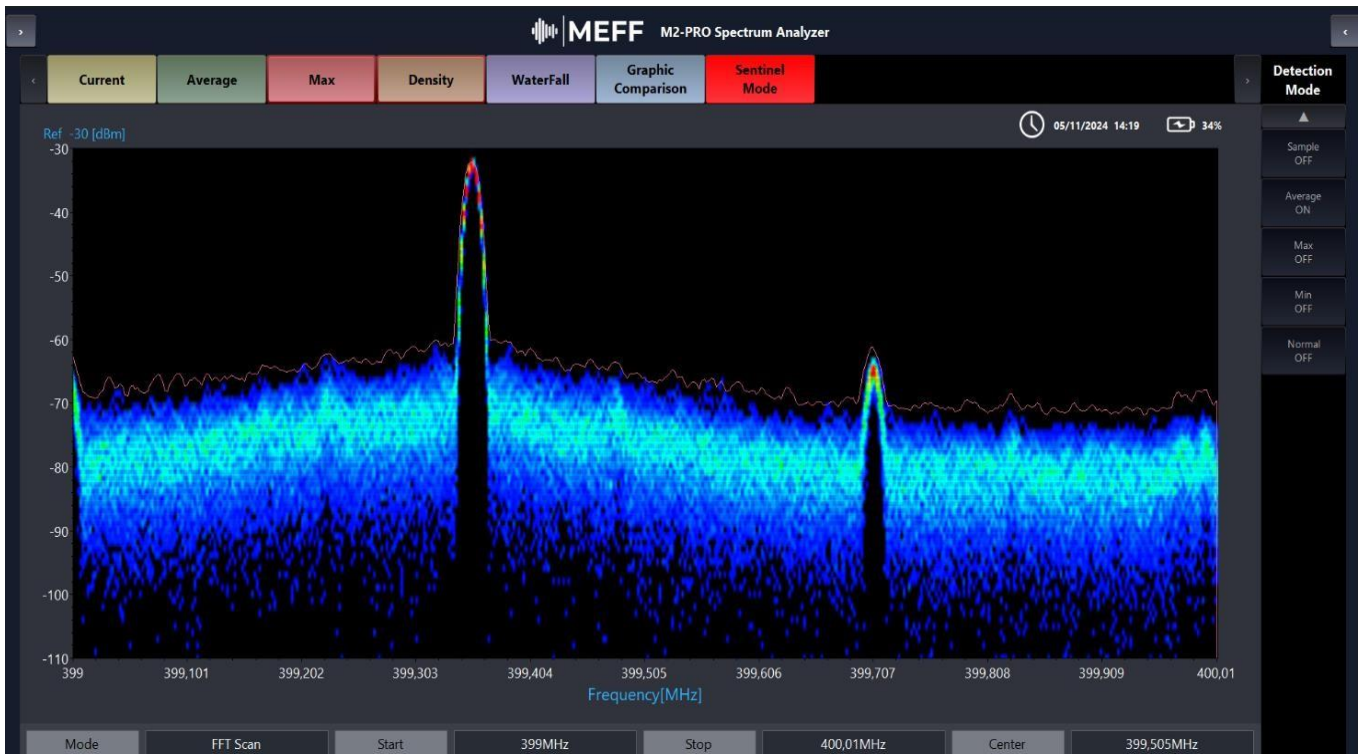 MEFF M2-PRO Spectrum Analyzer
Current Average Max Density WaterFall Graphic Comparison Sentinel Mode
Detection Mode
05/11/2024 14:19 34%
Ref -30 [dBm]
Sample OFF
Average ON
Max OFF
Min OFF
Normal OFF
-30
-40
-50
-60
-70
-80
-90
-100
-110
399 399,101 399,202 399,303 399,404 399,505 399,606 399,707 399,808 399,909 400,01
Frequency[MHz]
Mode FFT Scan Start 399MHz Stop 400,01MHz Center 399,505MHz